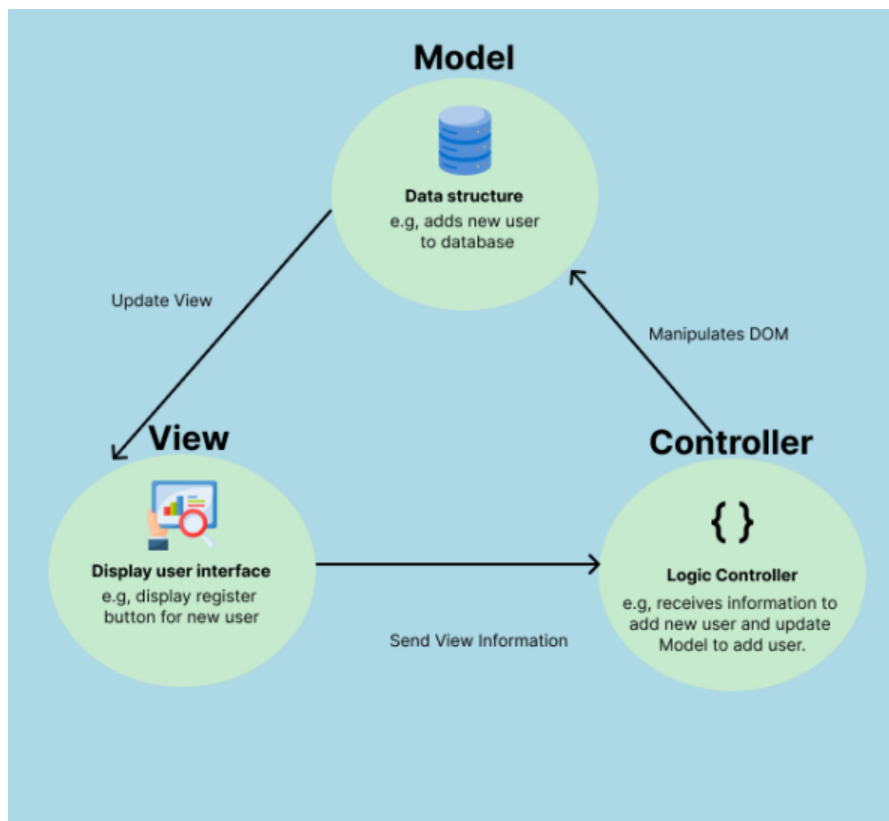 Model
Data structure
e.g, adds new user
to database
Update View
Manipulates DOM
View
Controller
Display user interface
e.g, display register
button for new user
{ }
Logic Controller
e.g, receives information to
add new user and update
Model to add user.
Send View Information